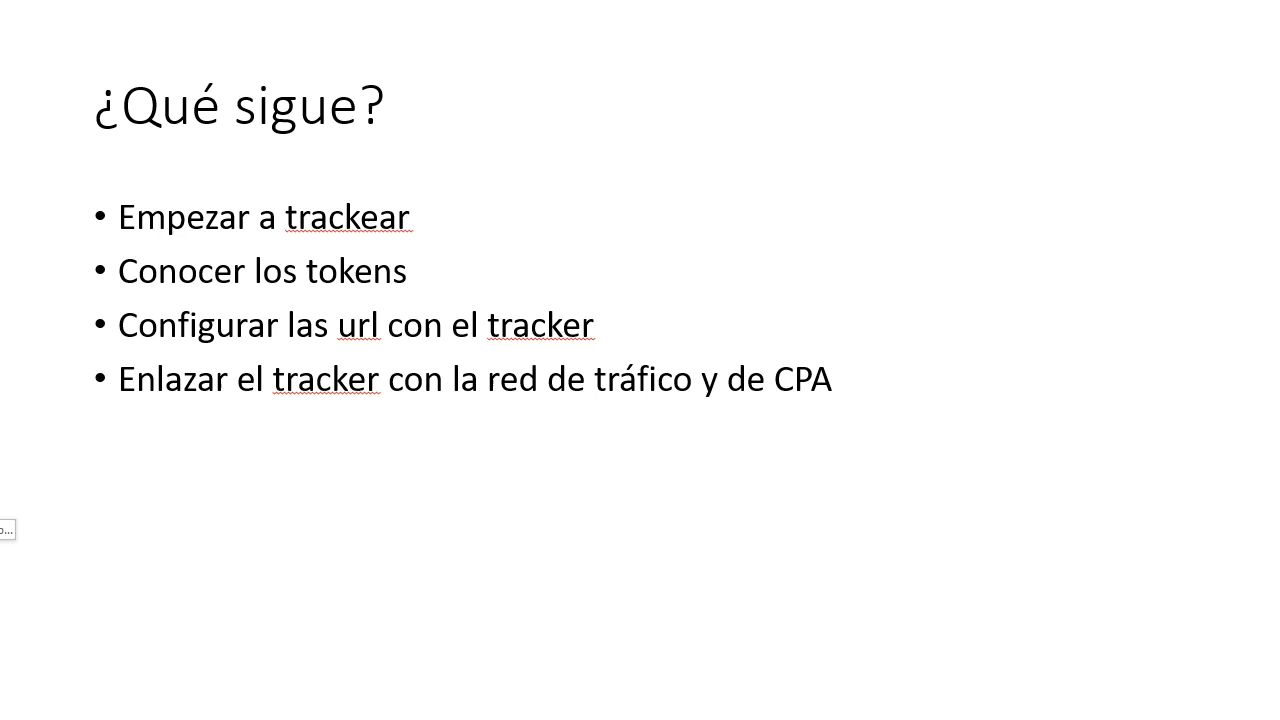 ¿Qué sigue?
• Empezar a trackear
• Conocer los tokens
• Configurar las url con el tracker
• Enlazar el tracker con la red de tráfico y de CPA
o...